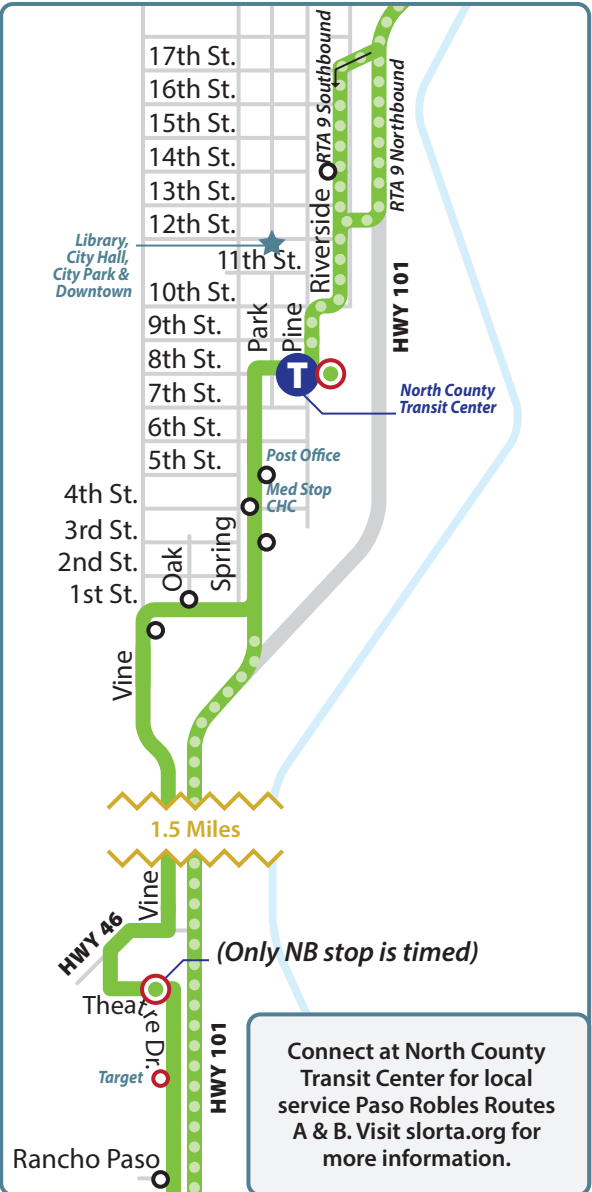 17th St.
16th St.
15th St.
14th St.
13th St.
12th St.
RTA 9 Southbound
RTA 9 Northbound
Riverside
Library,
City Hall,
City Park &
Downtown
11th St.
10th St.
9th St.
8th St.
7th St.
6th St.
5th St.
4th St.
3rd St.
2nd St.
1st St.
Park
Pine
HWY 101
T
North County
Transit Center
Post Office
Med Stop
CHC
Oak
Spring
Vine
1.5 Miles
Vine
HWY 46
(Only NB stop is timed)
Theatre Dr.
HWY 101
Target
Rancho Paso
Connect at North County
Transit Center for local
service Paso Robles Routes
A & B. Visit slorta.org for
more information.